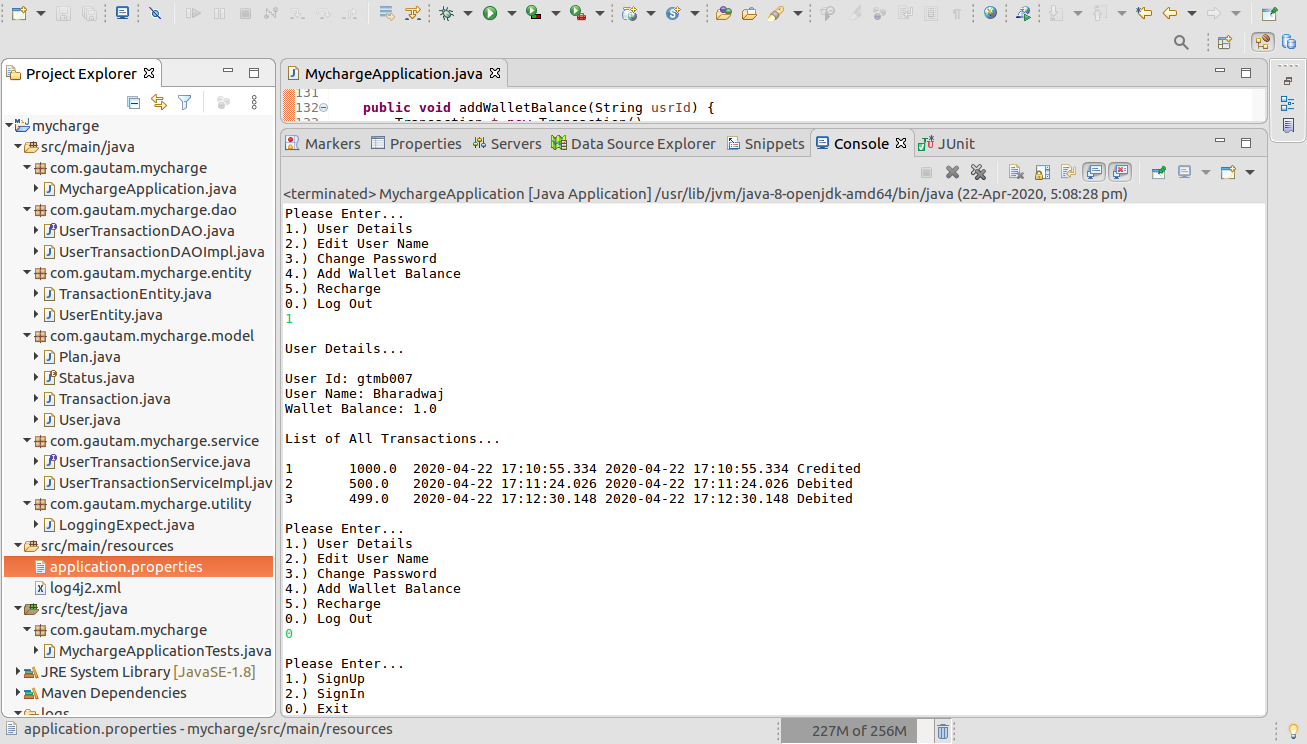 Project Explorer
mycharge
src/main/java
com.gautam.mycharge
MychargeApplication.java
com.gautam.mycharge.dao
UserTransactionDAO.java
UserTransactionDAOImpl.java
com.gautam.mycharge.entity
TransactionEntity.java
UserEntity.java
com.gautam.mycharge.model
Plan.java
Status.java
Transaction.java
User.java
com.gautam.mycharge.service
UserTransactionService.java
UserTransactionServiceImpl.jav
com.gautam.mycharge.utility
LoggingExpect.java
src/main/resources
application.properties
log4j2.xml
src/test/java
com.gautam.mycharge
MychargeApplicationTests.java
JRE System Library [JavaSE-1.8]
Maven Dependencies
logs
MychargeApplication.java
131
132 public void addWalletBalance(String usrId) {
133 Transaction t=new Transaction()
Markers Properties Servers Data Source Explorer Snippets Console JUnit
<terminated> MychargeApplication [Java Application] /usr/lib/jvm/java-8-openjdk-amd64/bin/java (22-Apr-2020, 5:08:28 pm)
Please Enter...
1.) User Details
2.) Edit User Name
3.) Change Password
4.) Add Wallet Balance
5.) Recharge
0.) Log Out
1
User Details...
User Id: gtmb007
User Name: Bharadwaj
Wallet Balance: 1.0
List of All Transactions...
1 1000.0 2020-04-22 17:10:55.334 2020-04-22 17:10:55.334 Credited
2 500.0 2020-04-22 17:11:24.026 2020-04-22 17:11:24.026 Debited
3 499.0 2020-04-22 17:12:30.148 2020-04-22 17:12:30.148 Debited
Please Enter...
1.) User Details
2.) Edit User Name
3.) Change Password
4.) Add Wallet Balance
5.) Recharge
0.) Log Out
0
Please Enter...
1.) SignUp
2.) SignIn
0.) Exit
application.properties - mycharge/src/main/resources
227M of 256M